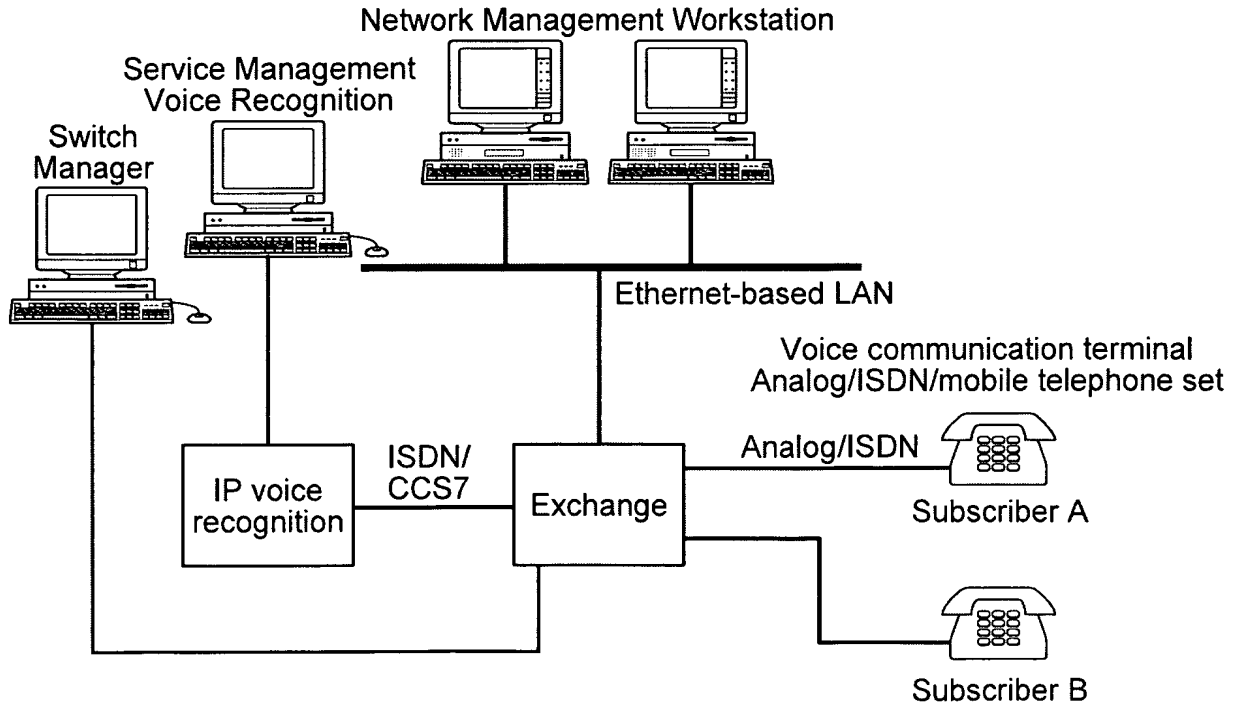 Network Management Workstation
Service Management
Voice Recognition
Switch
Manager
Ethernet-based LAN
Voice communication terminal
Analog/ISDN/mobile telephone set
IP voice
recognition
ISDN/
CCS7
Exchange
Analog/ISDN
Subscriber A
Subscriber B